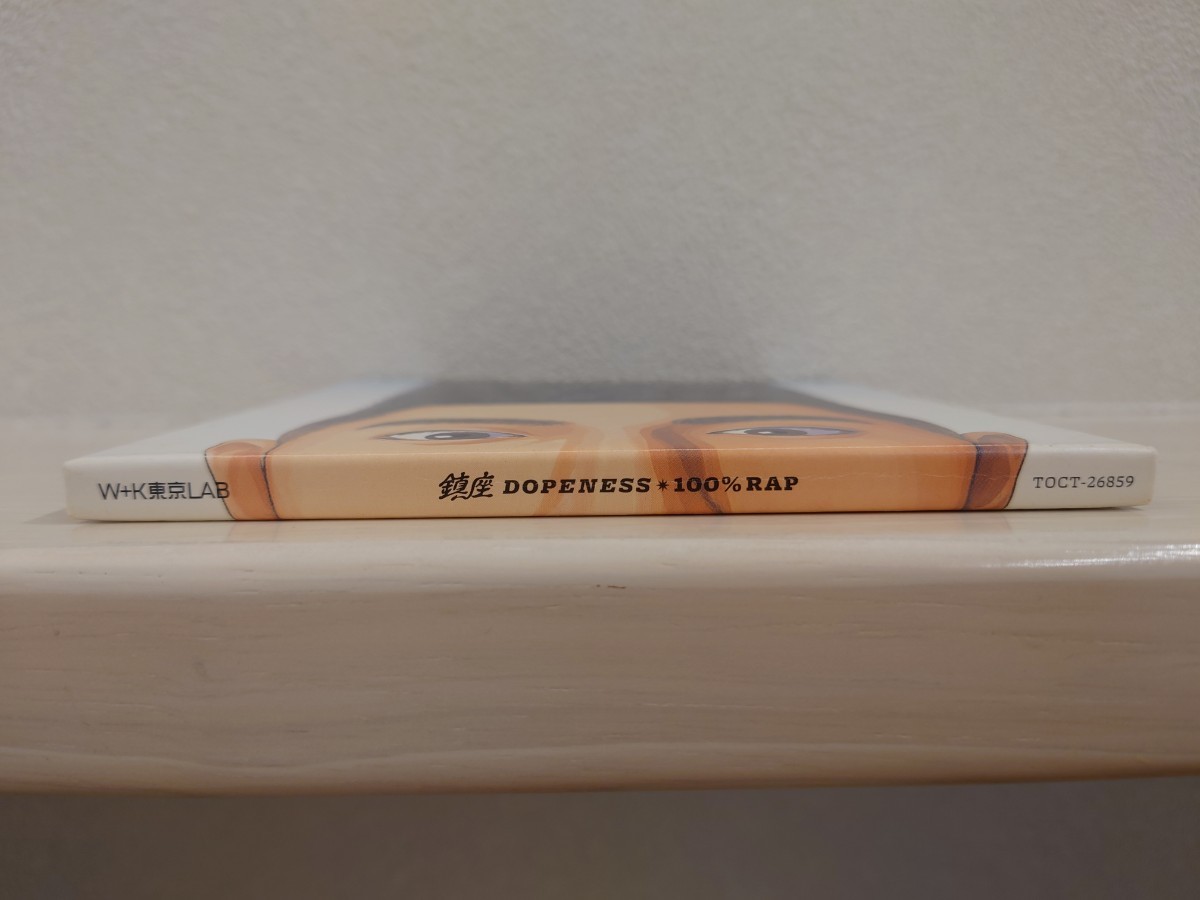 W+K東京LAB
鎮座 DOPENESS✴100%RAP
TOCT-26859